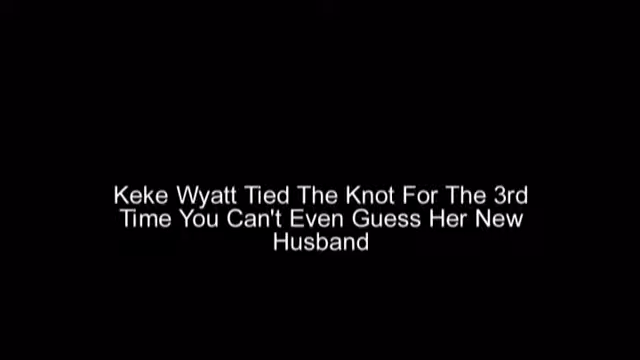 Keke Wyatt Tied The Knot For The 3rd
Time You Can't Even Guess Her New
Husband